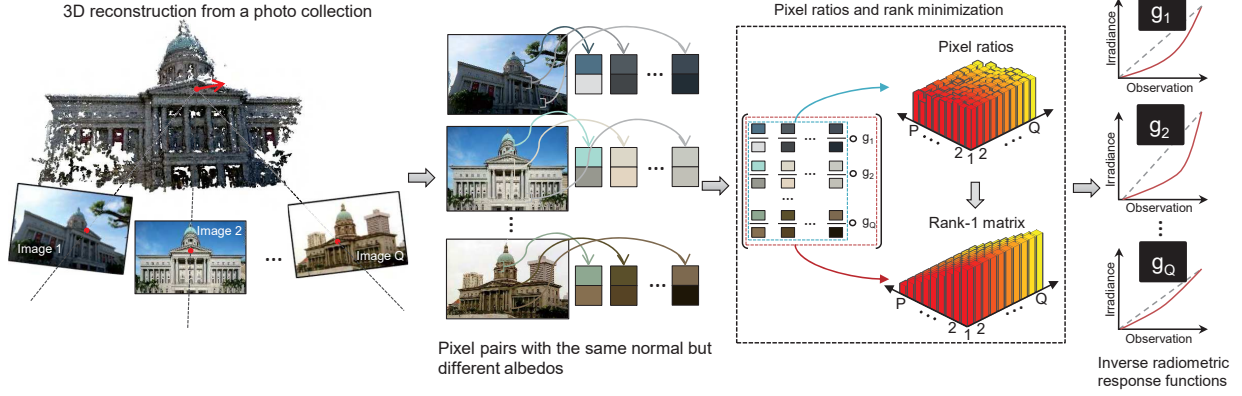 3D reconstruction from a photo collection
Image 1
Image 2
...
Image Q
...
...
...
⋮
Pixel pairs with the same normal but
different albedos
Pixel ratios and rank minimization
... g₁
... g₂
...
... g_Q
Pixel ratios
P ... 2 1 2 ... Q
Rank-1 matrix
P ... 2 1 2 ... Q
g₁
Irradiance
Observation
g₂
Irradiance
Observation
⋮
g_Q
Irradiance
Observation
Inverse radiometric
response functions